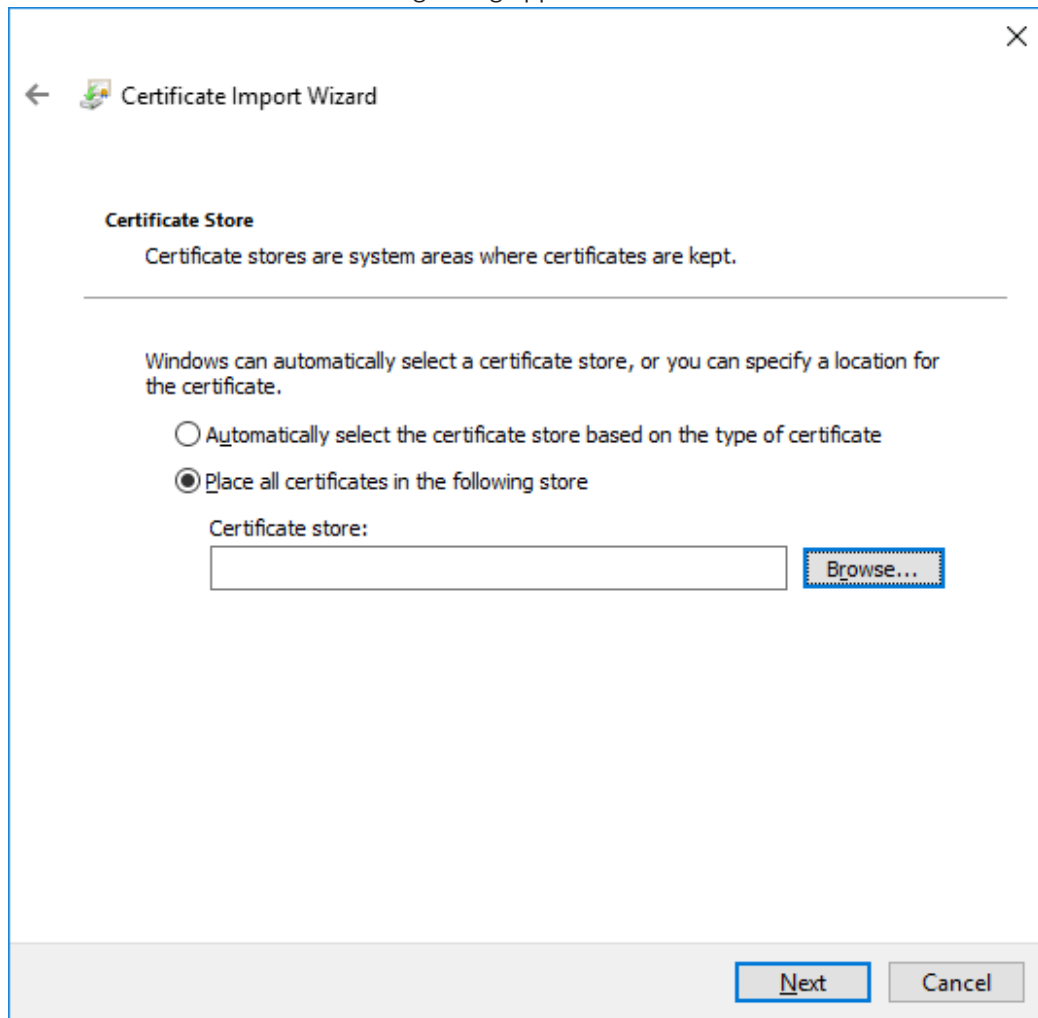 Certificate Import Wizard
Certificate Store
Certificate stores are system areas where certificates are kept.
Windows can automatically select a certificate store, or you can specify a location for
the certificate.
Automatically select the certificate store based on the type of certificate
Place all certificates in the following store
Certificate store:
Browse...
Next Cancel